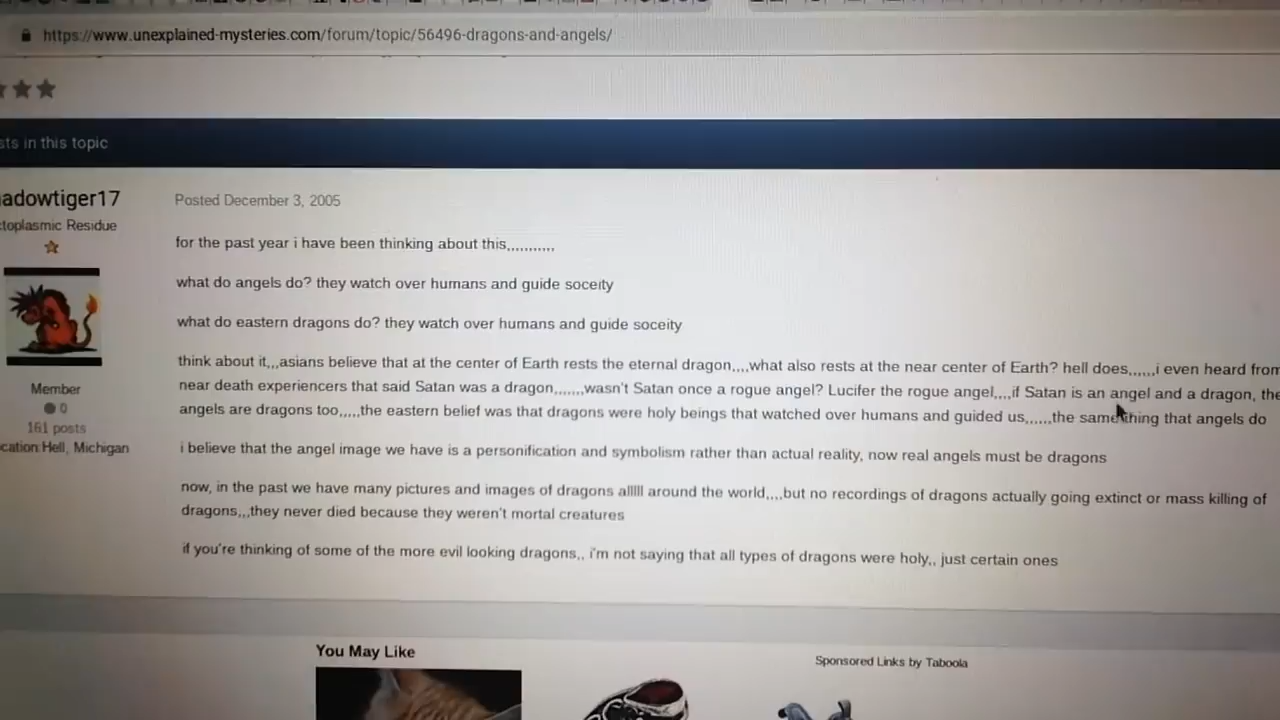 https://www.unexplained-mysteries.com/forum/topic/56496-dragons-and-angels/
sts in this topic
adowtiger17
Posted December 3, 2005
toplasmic Residue
for the past year i have been thinking about this,,,,,,,,,,,
what do angels do? they watch over humans and guide soceity
what do eastern dragons do? they watch over humans and guide soceity
think about it,,,asians believe that at the center of Earth rests the eternal dragon,,,,what also rests at the near center of Earth? hell does,,,,,,i even heard from
near death experiencers that said Satan was a dragon,,,,,,,wasn't Satan once a rogue angel? Lucifer the rogue angel,,,,if Satan is an angel and a dragon, the
angels are dragons too,,,,,the eastern belief was that dragons were holy beings that watched over humans and guided us,,,,,,the same thing that angels do
Member
0
161 posts
cation:Hell, Michigan
i believe that the angel image we have is a personification and symbolism rather than actual reality, now real angels must be dragons
now, in the past we have many pictures and images of dragons alllll around the world,,,,but no recordings of dragons actually going extinct or mass killing of
dragons,,,they never died because they weren't mortal creatures
if you're thinking of some of the more evil looking dragons,, i'm not saying that all types of dragons were holy,, just certain ones
You May Like
Sponsored Links by Taboola